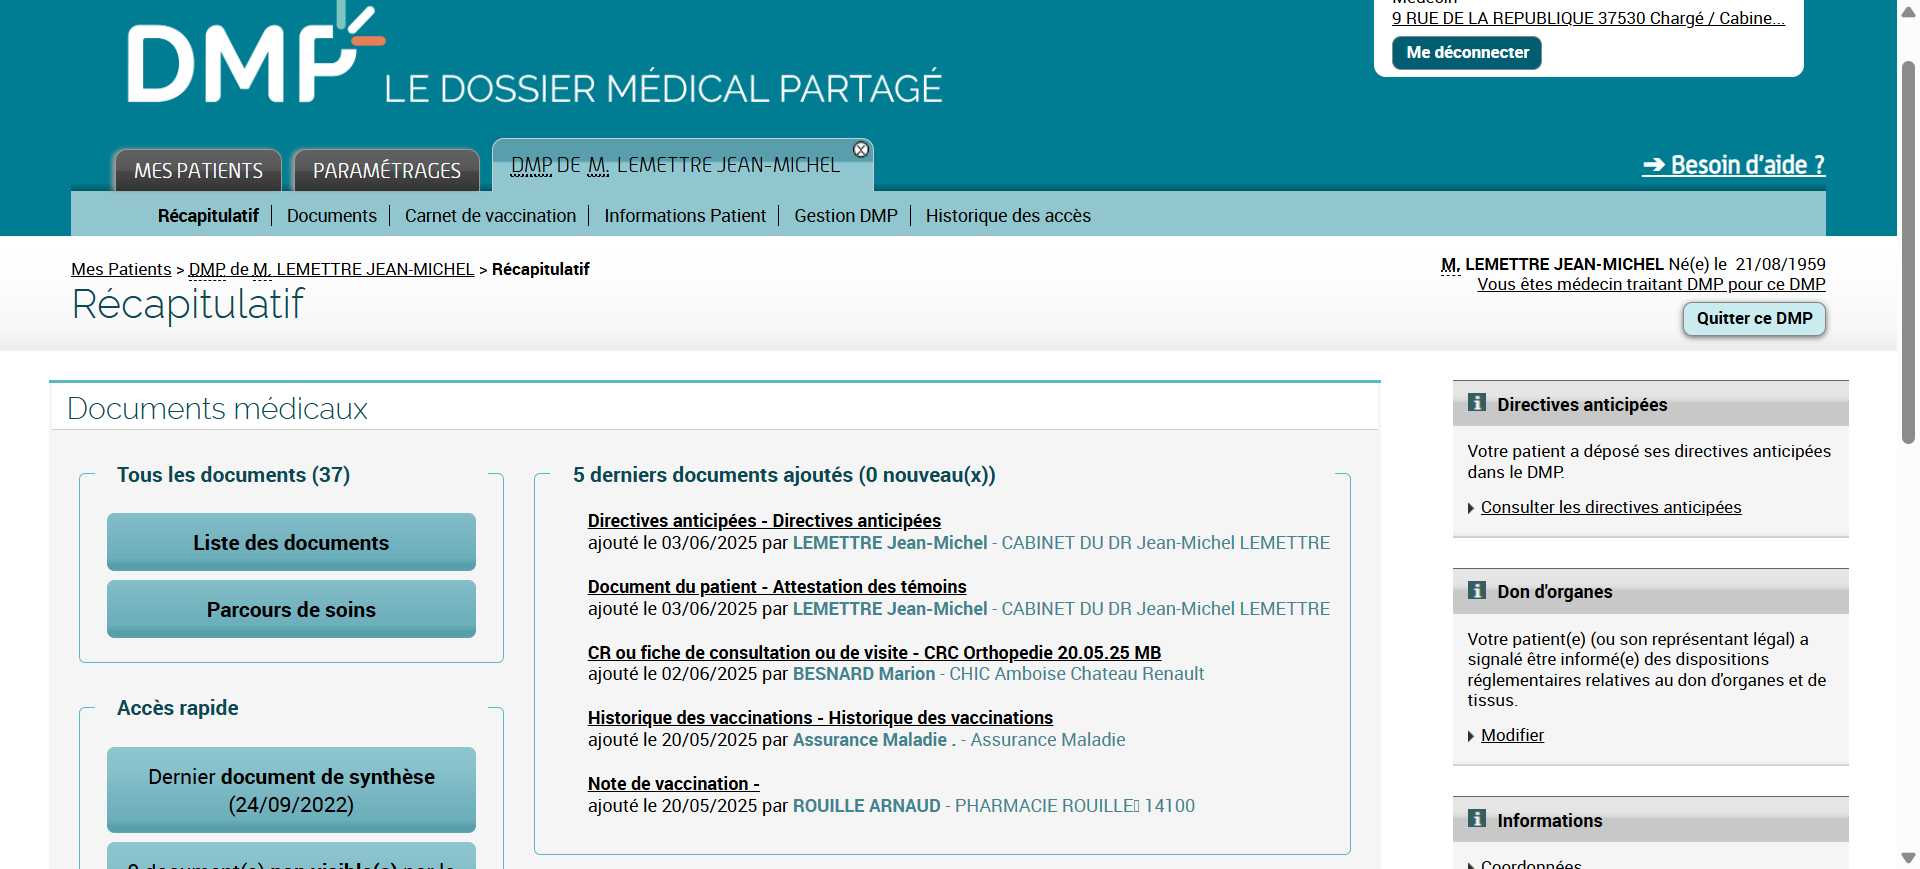 Médecin
9 RUE DE LA REPUBLIQUE 37530 Chargé / Cabine...
Me déconnecter
DMP LE DOSSIER MÉDICAL PARTAGÉ
MES PATIENTS
PARAMÉTRAGES
DMP DE M. LEMETTRE JEAN-MICHEL
➔ Besoin d'aide ?
Récapitulatif
Documents
Carnet de vaccination
Informations Patient
Gestion DMP
Historique des accès
Mes Patients > DMP de M. LEMETTRE JEAN-MICHEL > Récapitulatif
Récapitulatif
M. LEMETTRE JEAN-MICHEL Né(e) le 21/08/1959
Vous êtes médecin traitant DMP pour ce DMP
Quitter ce DMP
Documents médicaux
Tous les documents (37)
Liste des documents
Parcours de soins
Accès rapide
Dernier document de synthèse
(24/09/2022)
5 derniers documents ajoutés (0 nouveau(x))
Directives anticipées - Directives anticipées
ajouté le 03/06/2025 par LEMETTRE Jean-Michel - CABINET DU DR Jean-Michel LEMETTRE
Document du patient - Attestation des témoins
ajouté le 03/06/2025 par LEMETTRE Jean-Michel - CABINET DU DR Jean-Michel LEMETTRE
CR ou fiche de consultation ou de visite - CRC Orthopedie 20.05.25 MB
ajouté le 02/06/2025 par BESNARD Marion - CHIC Amboise Chateau Renault
Historique des vaccinations - Historique des vaccinations
ajouté le 20/05/2025 par Assurance Maladie . - Assurance Maladie
Note de vaccination -
ajouté le 20/05/2025 par ROUILLE ARNAUD - PHARMACIE ROUILLE 14100
Directives anticipées
Votre patient a déposé ses directives anticipées
dans le DMP.
Consulter les directives anticipées
Don d'organes
Votre patient(e) (ou son représentant légal) a
signalé être informé(e) des dispositions
réglementaires relatives au don d'organes et de
tissus.
Modifier
Informations
Coordonnées